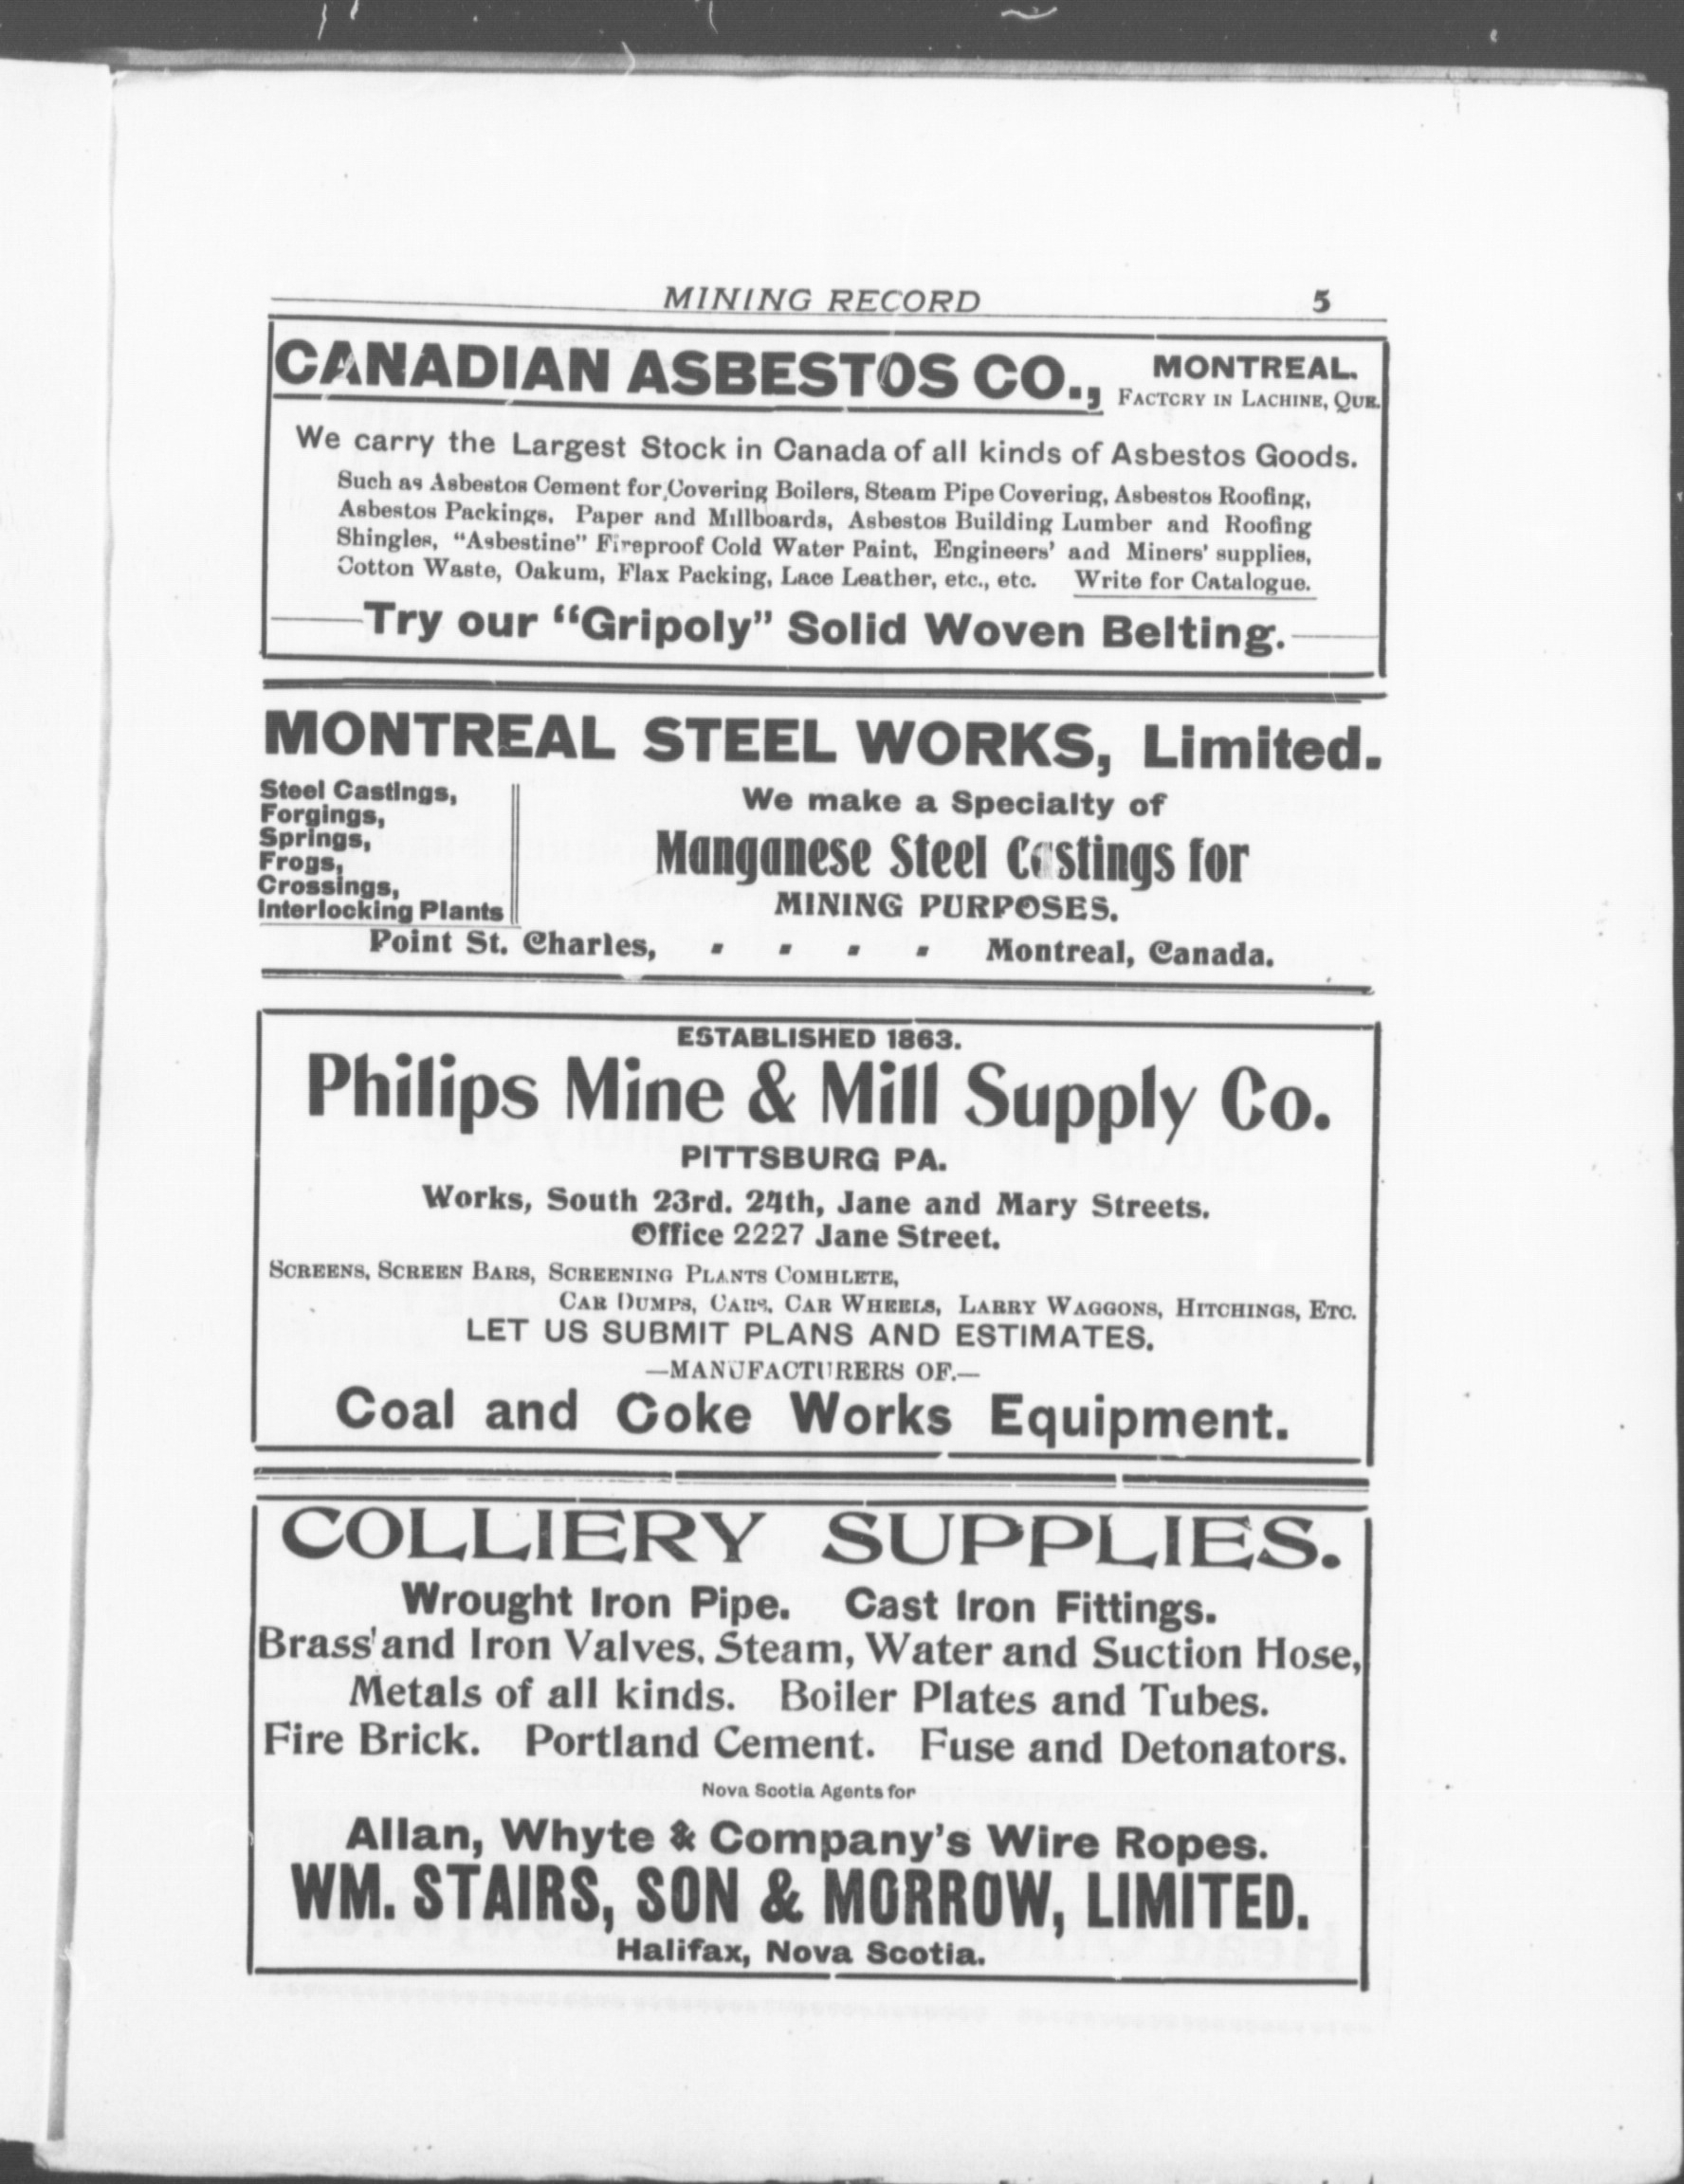 MINING RECORD 5
CANADIAN ASBESTOS CO., MONTREAL.
FACTCRY IN LACHINE, QUE.
We carry the Largest Stock in Canada of all kinds of Asbestos Goods.
Such as Asbestos Cement for Covering Boilers, Steam Pipe Covering, Asbestos Roofing,
Asbestos Packings. Paper and Millboards, Asbestos Building Lumber and Roofing
Shingles, "Asbestine" Fireproof Cold Water Paint, Engineers' and Miners' supplies,
Cotton Waste, Oakum, Flax Packing, Lace Leather, etc., etc. Write for Catalogue.
Try our "Gripoly" Solid Woven Belting.
MONTREAL STEEL WORKS, Limited.
Steel Castings,
Forgings,
Springs,
Frogs,
Crossings,
Interlocking Plants
We make a Specialty of
Manganese Steel Castings for
MINING PURPOSES.
Point St. Charles, - - - - Montreal, Canada.
ESTABLISHED 1863.
Philips Mine & Mill Supply Co.
PITTSBURG PA.
Works, South 23rd. 24th, Jane and Mary Streets.
Office 2227 Jane Street.
SCREENS, SCREEN BARS, SCREENING PLANTS COMHLETE,
CAR DUMPS, CARS, CAR WHEELS, LARRY WAGGONS, HITCHINGS, ETC.
LET US SUBMIT PLANS AND ESTIMATES.
—MANUFACTURERS OF.—
Coal and Coke Works Equipment.
COLLIERY SUPPLIES.
Wrought Iron Pipe. Cast Iron Fittings.
Brass and Iron Valves, Steam, Water and Suction Hose,
Metals of all kinds. Boiler Plates and Tubes.
Fire Brick. Portland Cement. Fuse and Detonators.
Nova Scotia Agents for
Allan, Whyte & Company's Wire Ropes.
WM. STAIRS, SON & MORROW, LIMITED.
Halifax, Nova Scotia.